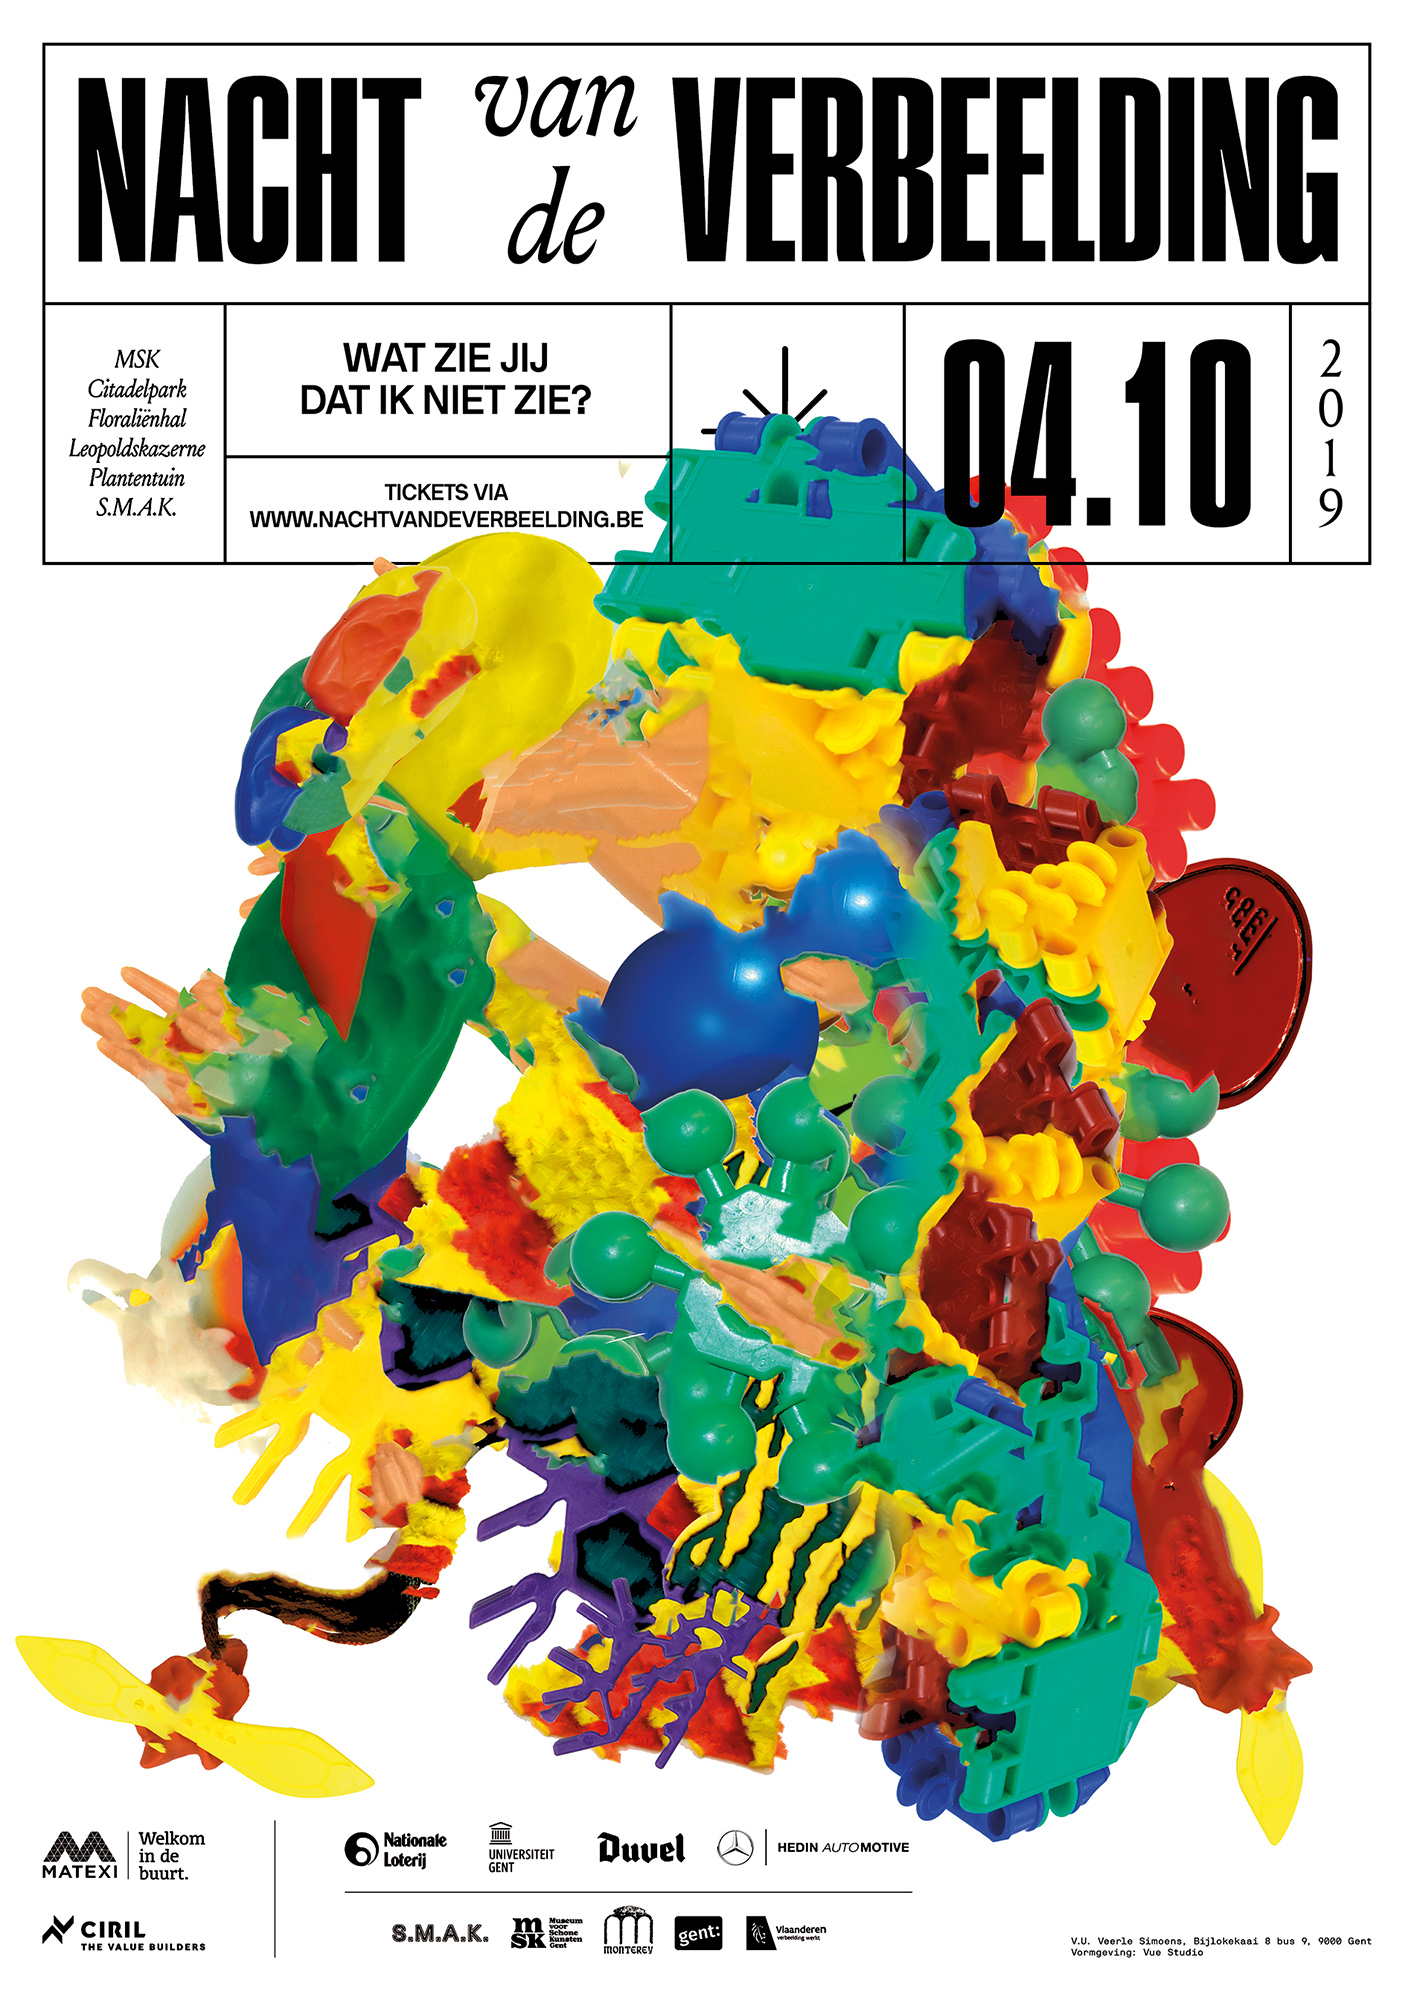 NACHT van de VERBEELDING
MSK
Citadelpark
Floraliënhal
Leopoldskazerne
Plantentuin
S.M.A.K.
WAT ZIE JIJ
DAT IK NIET ZIE?
TICKETS VIA
WWW.NACHTVANDEVERBEELDING.BE
04.10
2019
MATEXI
Welkom
in de
buurt.
CIRIL
THE VALUE BUILDERS
Nationale
Loterij
UNIVERSITEIT
GENT
Duvel
HEDIN AUTOMOTIVE
S.M.A.K.
mSK
Museum
voor
Schone
Kunsten
Gent
MONTEREY
gent:
Vlaanderen
verbeelding werkt
V.U. Veerle Simoens, Bijlokekaai 8 bus 9, 9000 Gent
Vormgeving: Vue Studio